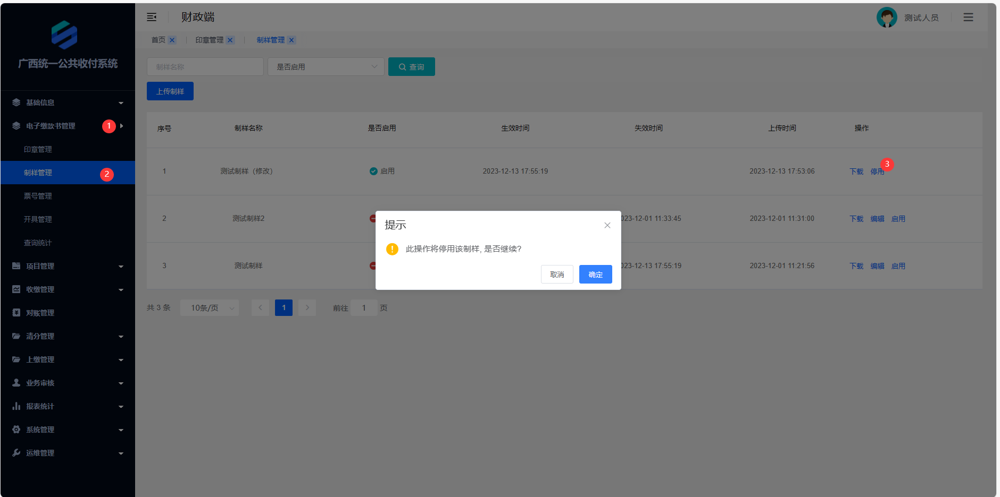 广西统一公共收付系统
基础信息
电子缴款书管理
1
印章管理
制样管理
2
票号管理
开具管理
查询统计
项目管理
收缴管理
对账管理
清分管理
上缴管理
业务审核
报表统计
系统管理
运维管理
财政端
测试人员
首页
印章管理
制样管理
制样名称
是否启用
查询
上传制样
序号 制样名称 是否启用 生效时间 失效时间 上传时间 操作
1 测试制样（修改） 启用 2023-12-13 17:55:19 2023-12-13 17:53:06 下载 停用
3
2 测试制样2 023-12-01 11:33:45 2023-12-01 11:31:00 下载 编辑 启用
3 测试制样 023-12-13 17:55:19 2023-12-01 11:21:56 下载 编辑 启用
提示
此操作将停用该制样, 是否继续?
取消 确定
共 3 条 10条/页 1 前往 1 页